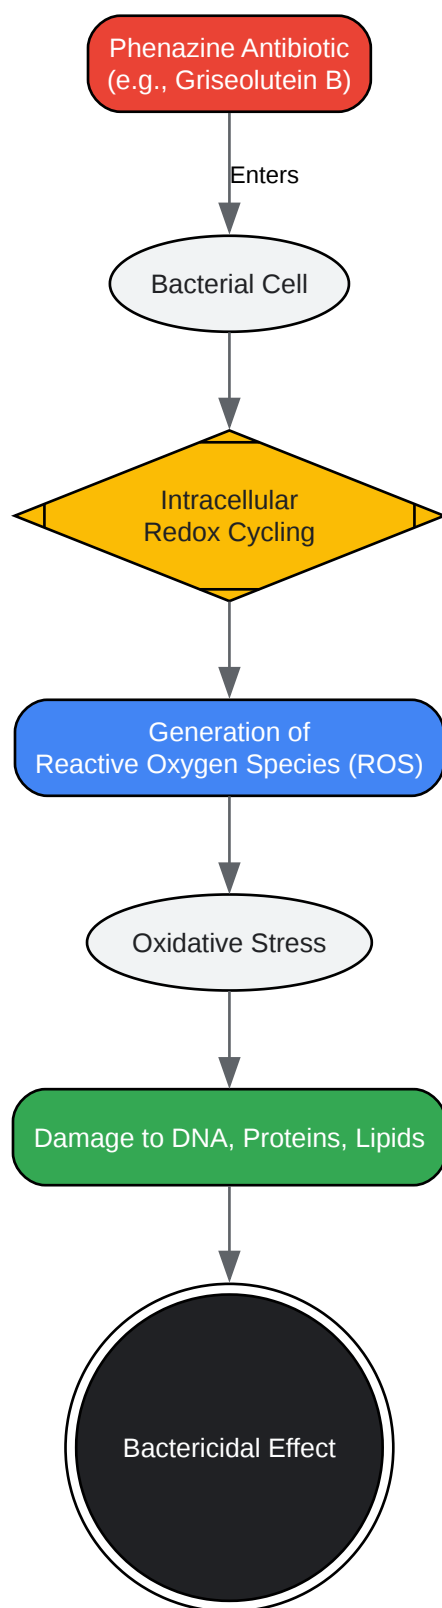 Phenazine Antibiotic
(e.g., Griseolutein B)
Enters
Bacterial Cell
Intracellular
Redox Cycling
Generation of
Reactive Oxygen Species (ROS)
Oxidative Stress
Damage to DNA, Proteins, Lipids
Bactericidal Effect